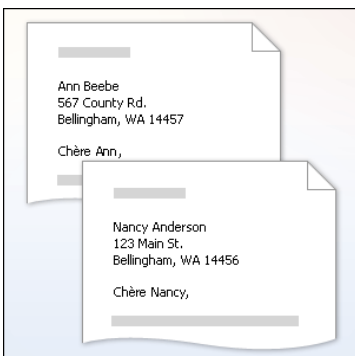 Ann Beebe
567 County Rd.
Bellingham, WA 14457
Chère Ann,
Nancy Anderson
123 Main St.
Bellingham, WA 14456
Chère Nancy,